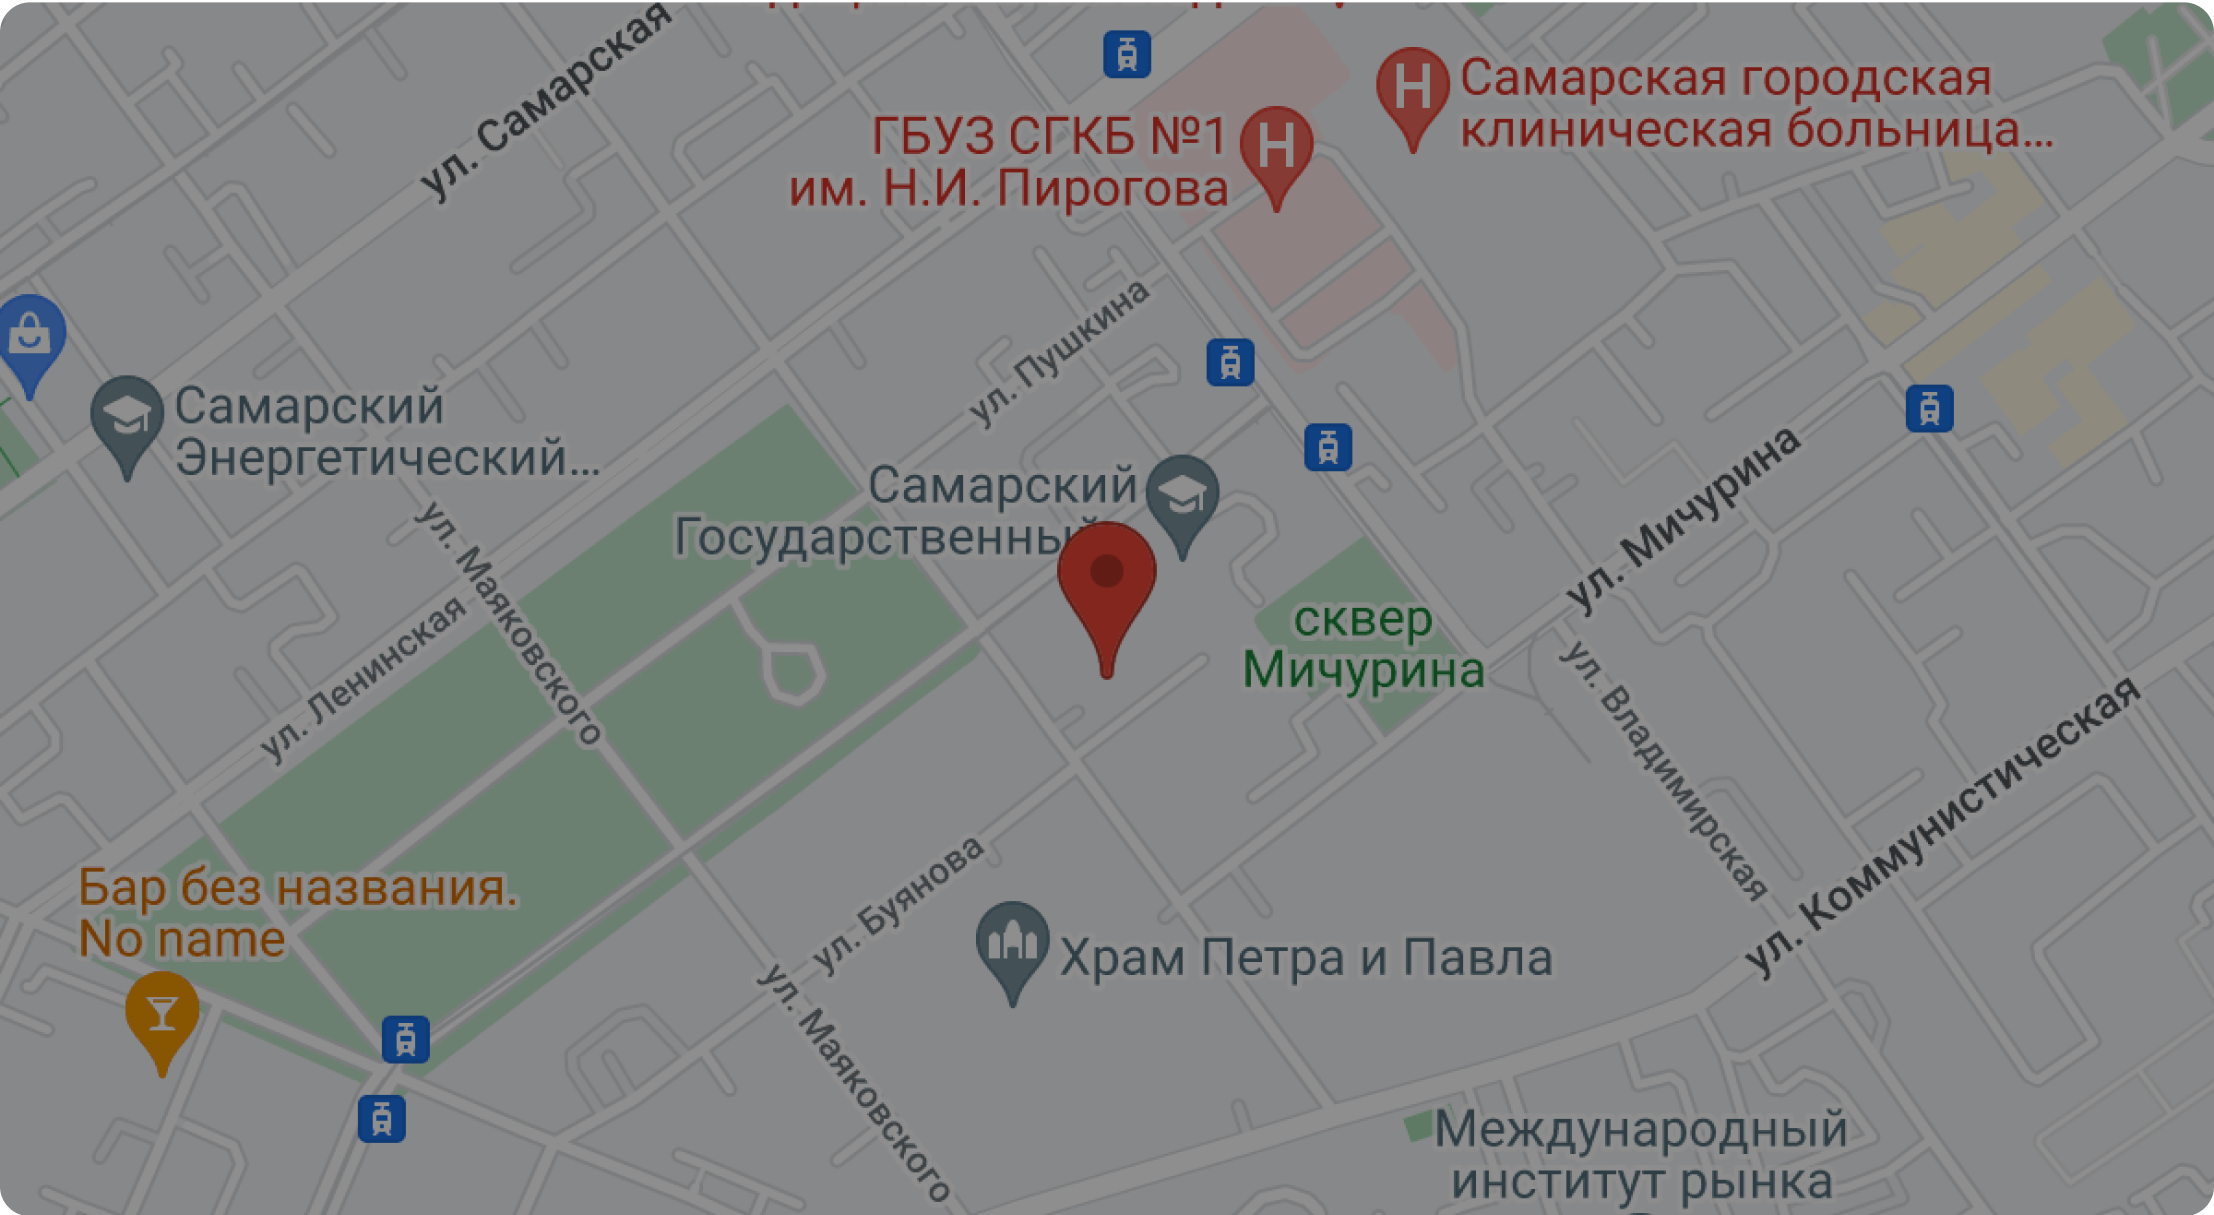 ул. Самарская
Самарская городская
клиническая больница...
ГБУЗ СГКБ №1
им. Н.И. Пирогова
ул. Пушкина
Самарский
Энергетический...
Самарский
Государственный
ул. Мичурина
ул. Маяковского
ул. Ленинская
сквер
Мичурина
ул. Владимирская
ул. Коммунистическая
Бар без названия.
No name
ул. Буянова
Храм Петра и Павла
ул. Маяковского
Международный
институт рынка